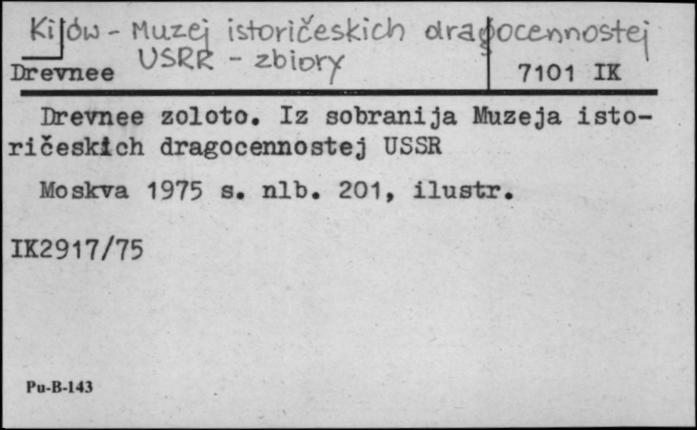 Kijów - Muzej istoričeskich dragocennostej
USRR - zbiory
Drevnee 7101 IK
Drevnee zoloto. Iz sobranija Muzeja isto-
ričeskich dragocennostej USSR
Moskva 1975 s. nlb. 201, ilustr.
IK2917/75
Pu-B-143